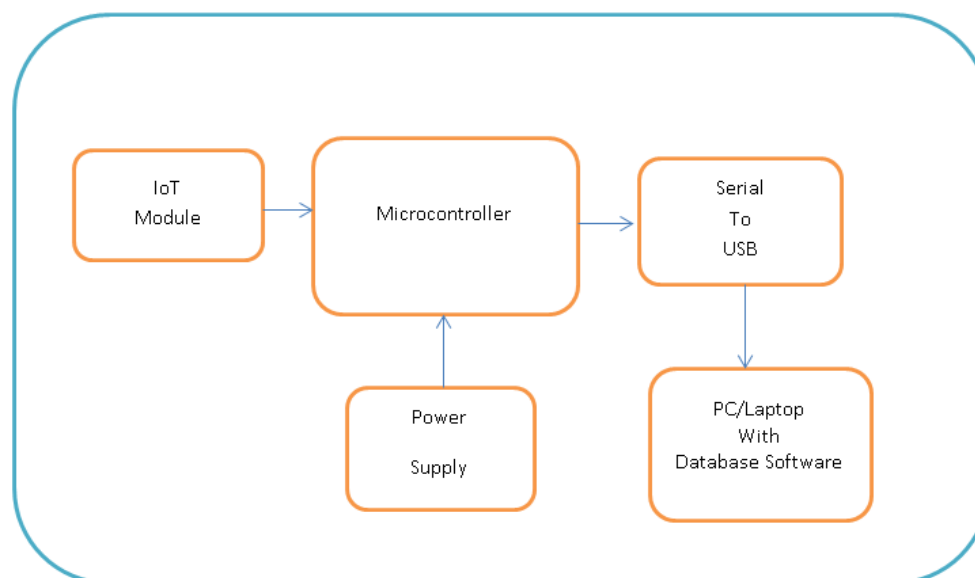 IoT
Module
Microcontroller
Serial
To
USB
Power
Supply
PC/Laptop
With
Database Software